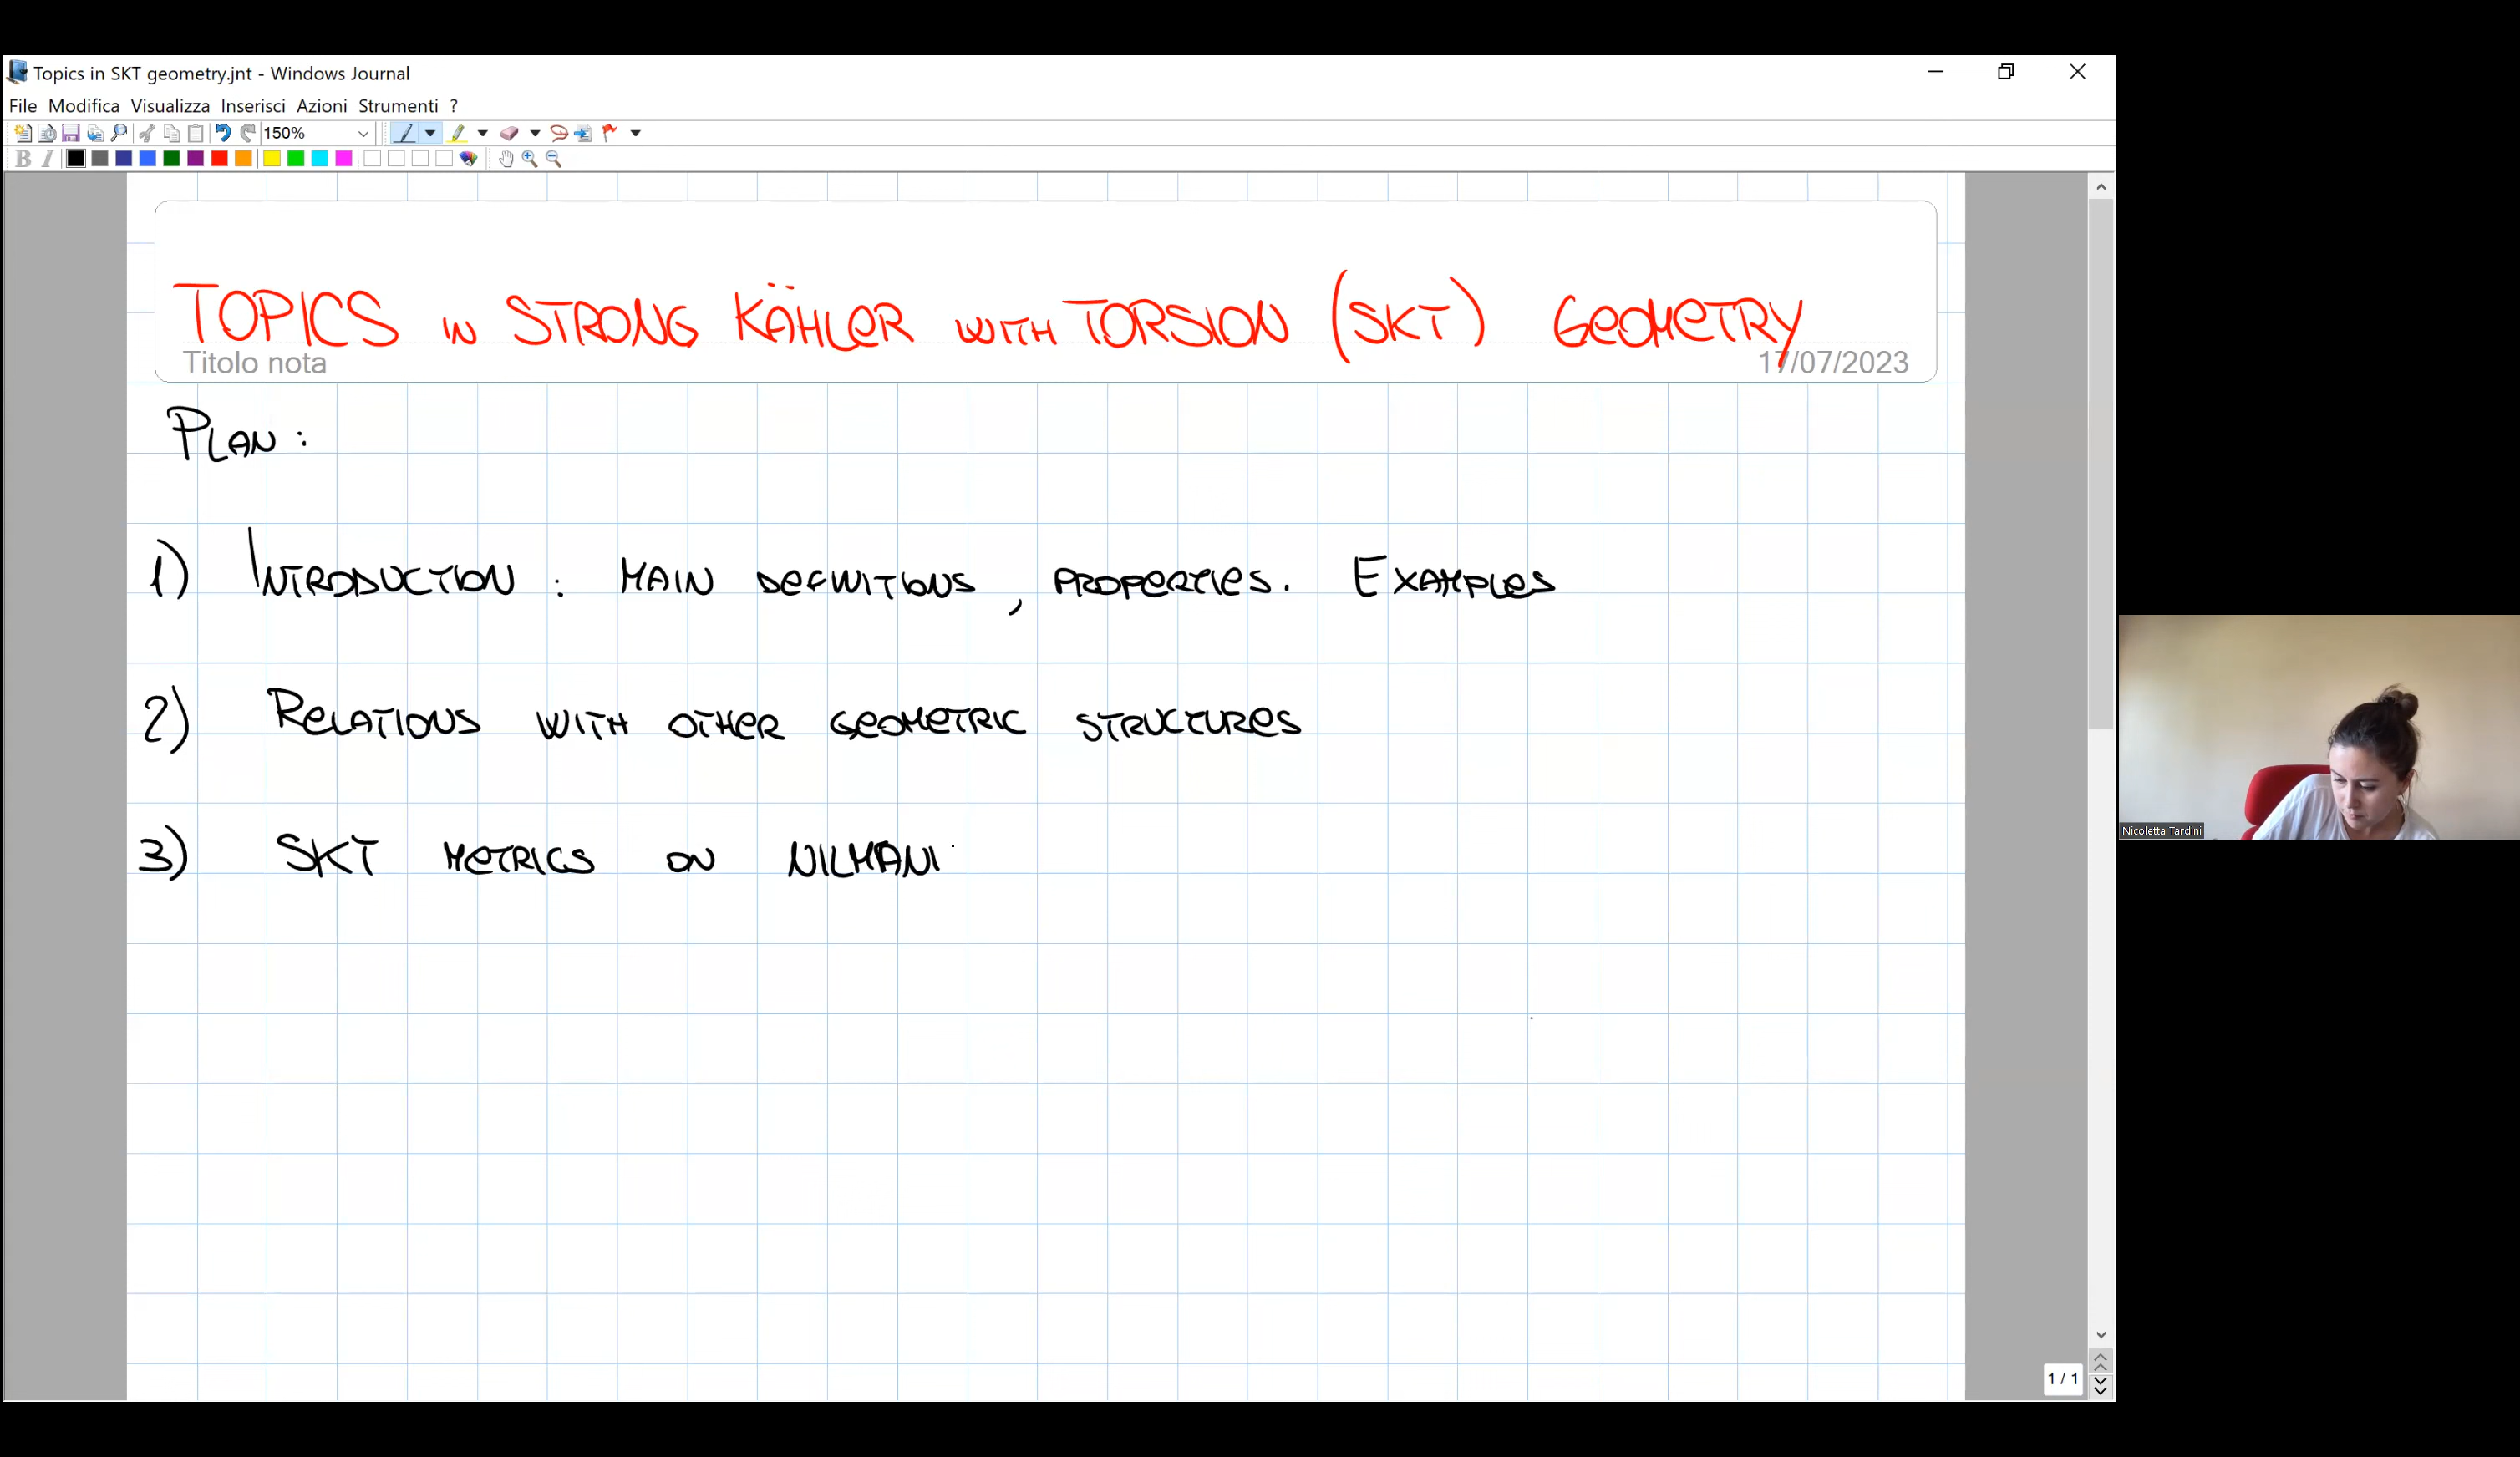 Topics in SKT geometry.jnt - Windows Journal
File Modifica Visualizza Inserisci Azioni Strumenti ?
150%
B I
TOPICS IN STRONG KÄHLER WITH TORSION (SKT) GEOMETRY
Titolo nota 17/07/2023
PLAN :
1) INTRODUCTION : MAIN DEFINITIONS , PROPERTIES. EXAMPLES
2) RELATIONS WITH OTHER GEOMETRIC STRUCTURES
3) SKT METRICS ON NILMANI
Nicoletta Tardini
1 / 1